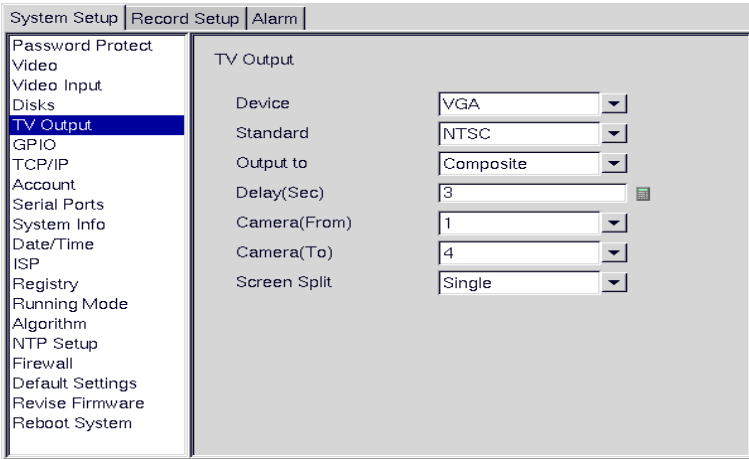 System Setup Record Setup Alarm
Password Protect
Video
Video Input
Disks
TV Output
GPIO
TCP/IP
Account
Serial Ports
System Info
Date/Time
ISP
Registry
Running Mode
Algorithm
NTP Setup
Firewall
Default Settings
Revise Firmware
Reboot System
TV Output
Device VGA
Standard NTSC
Output to Composite
Delay(Sec) 3
Camera(From) 1
Camera(To) 4
Screen Split Single